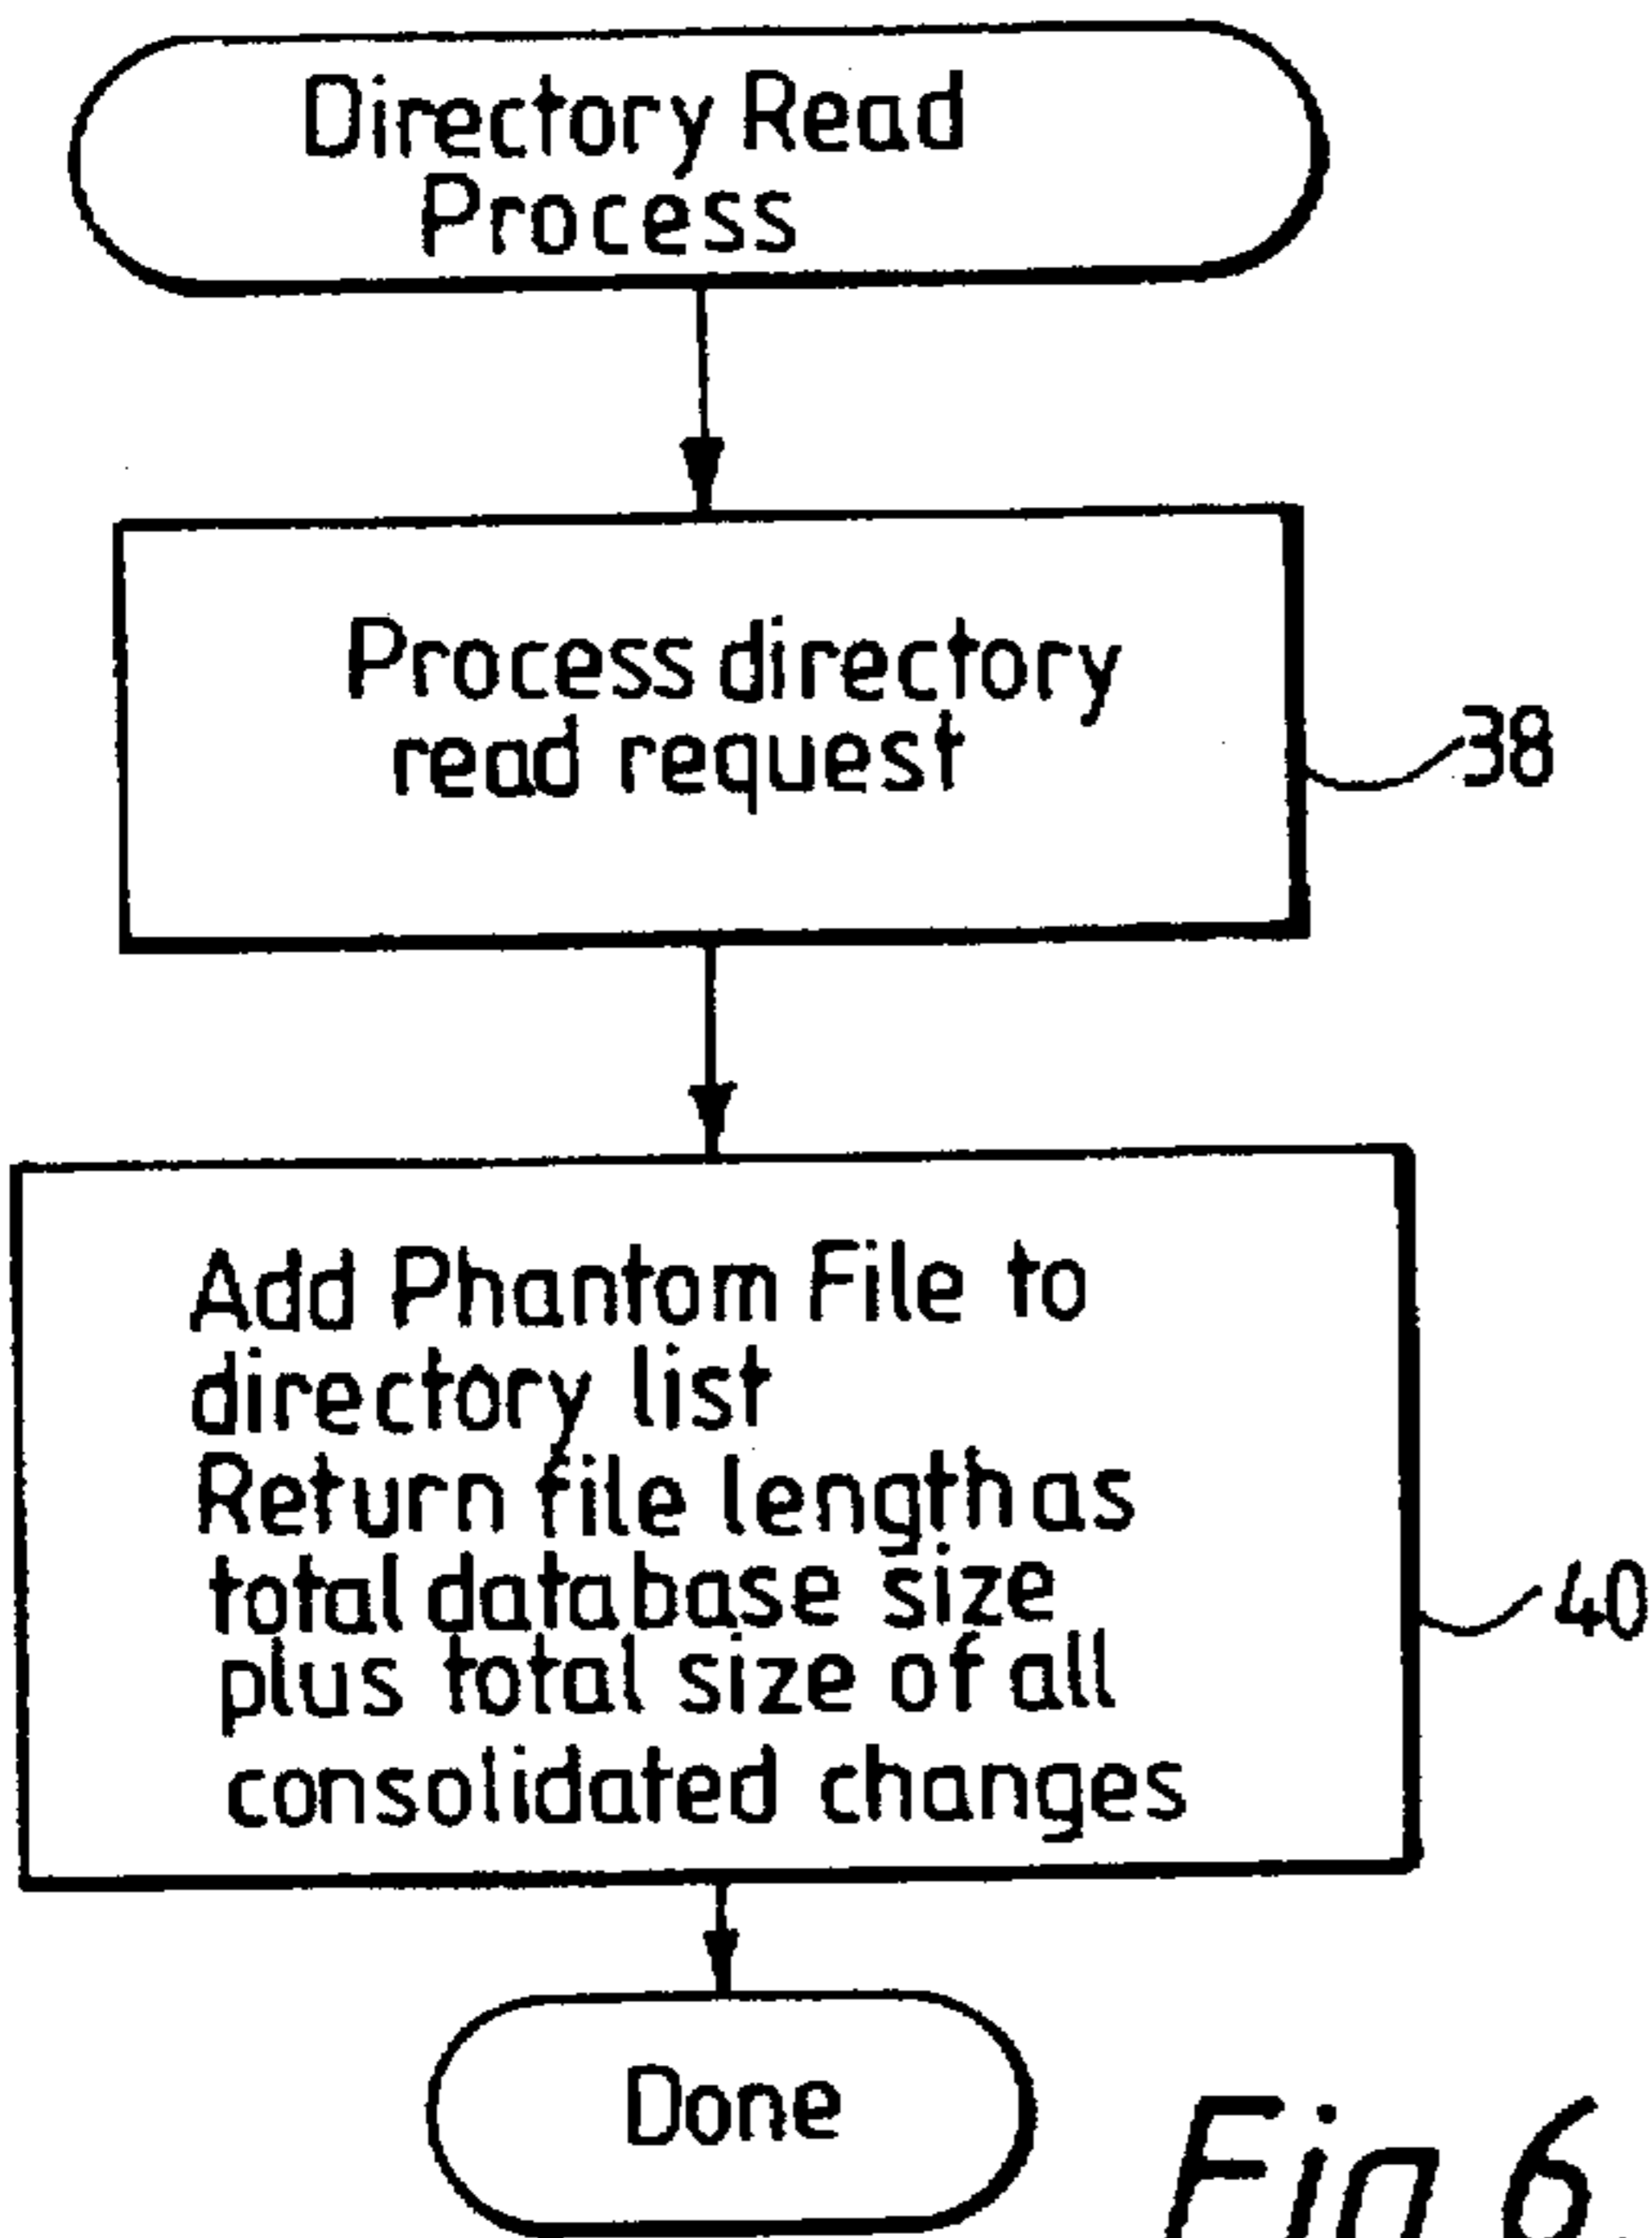 Directory Read
Process
Process directory
read request
38
Add Phantom File to
directory list
Return file length as
total database size
plus total size of all
consolidated changes
40
Done
Fig 6